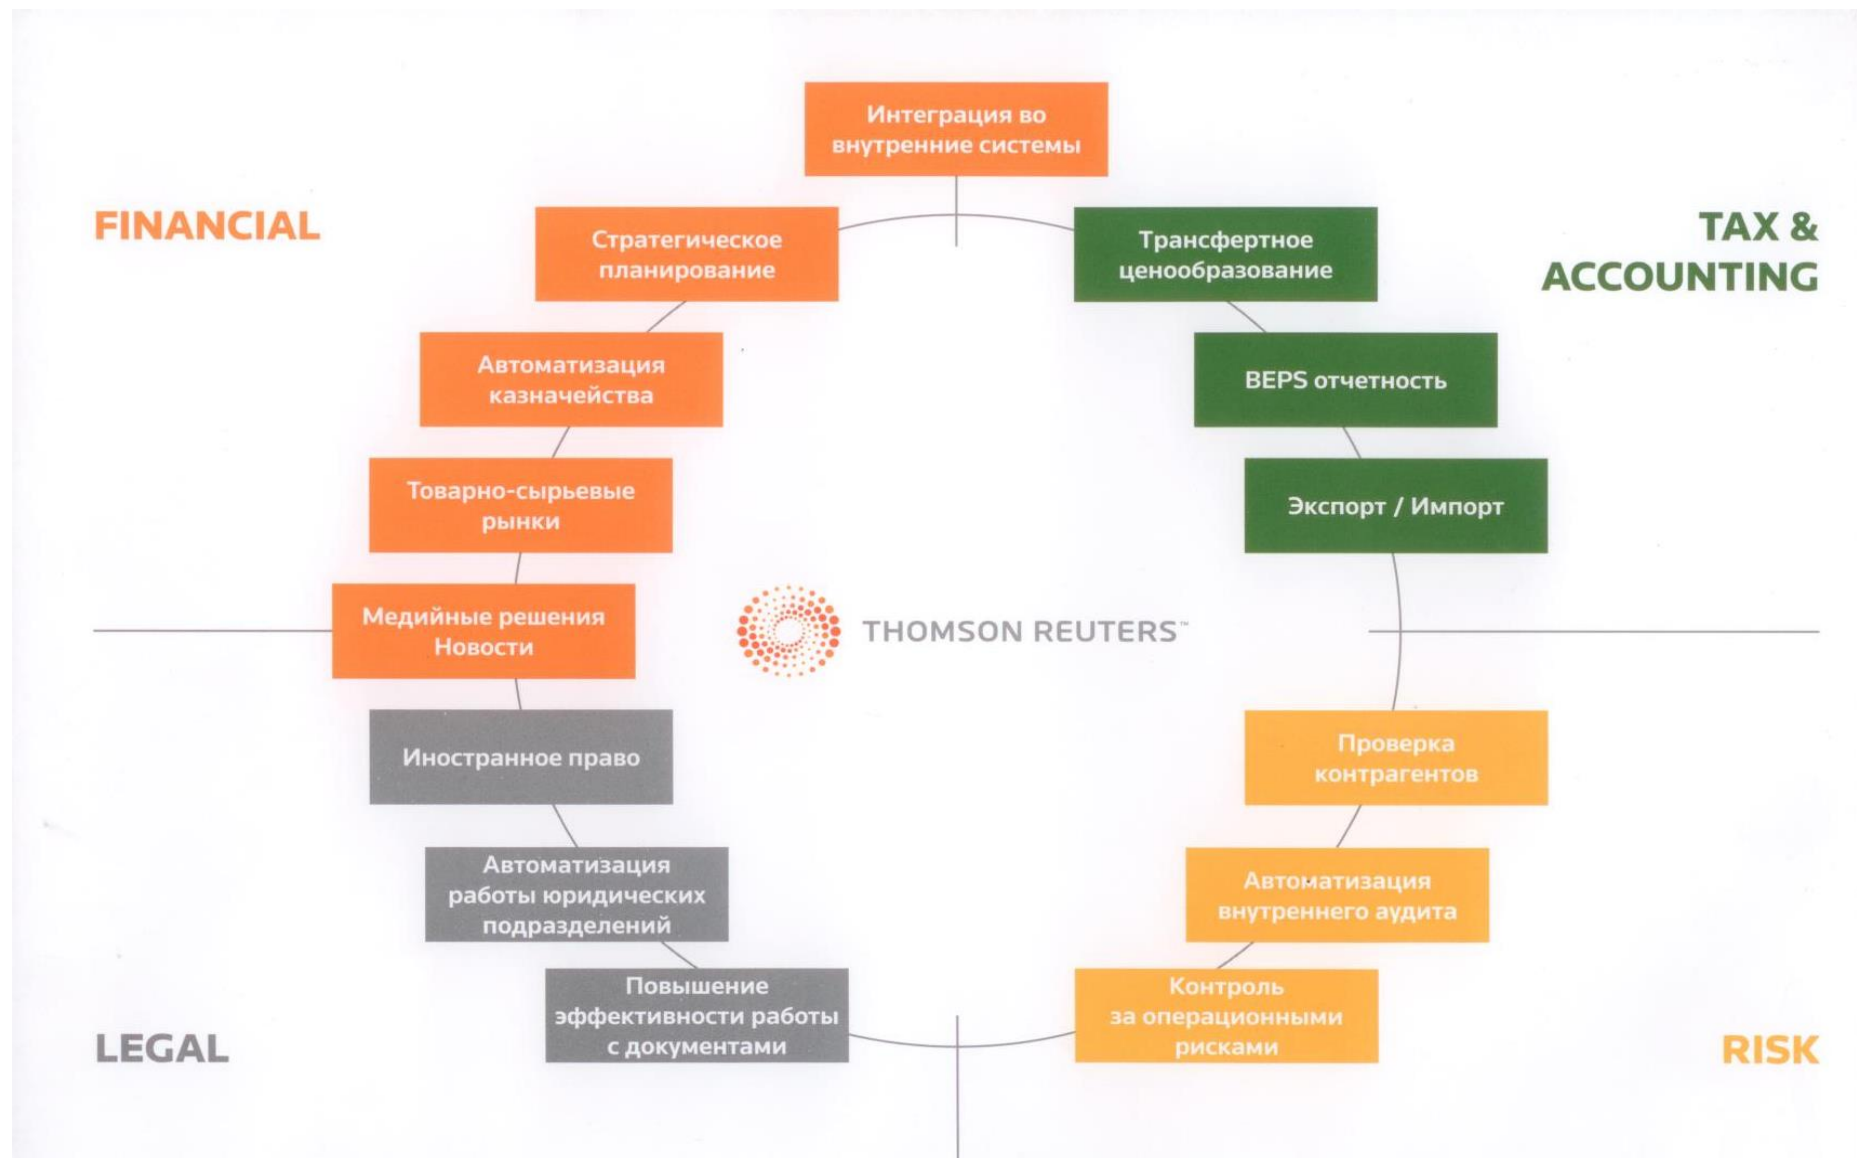 Интеграция во
внутренние системы
FINANCIAL
Стратегическое
планирование
Трансфертное
ценообразование
TAX &
ACCOUNTING
Автоматизация
казначейства
BEPS отчетность
Товарно-сырьевые
рынки
Экспорт / Импорт
Медийные решения
Новости
THOMSON REUTERS™
Иностранное право
Проверка
контрагентов
Автоматизация
работы юридических
подразделений
Автоматизация
внутреннего аудита
Повышение
эффективности работы
с документами
Контроль
за операционными
рисками
LEGAL
RISK